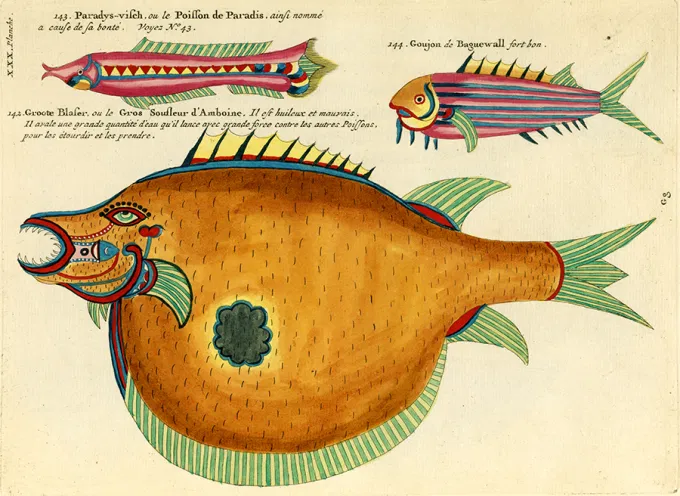 XXX. Planche.
143. Paradys-visch, ou le Poisson de Paradis, ainsi nommé
a cause de sa bonté. Voyez N.º 43.
144. Goujon de Baguewall fort bon.
142. Groote Blaser, ou le Gros Soufleur d'Amboine. Il est huileux et mauvais.
Il avale une grande quantité d'eau qu'il lance avec grande force contre les autres Poissons,
pour les étourdir et les prendre.